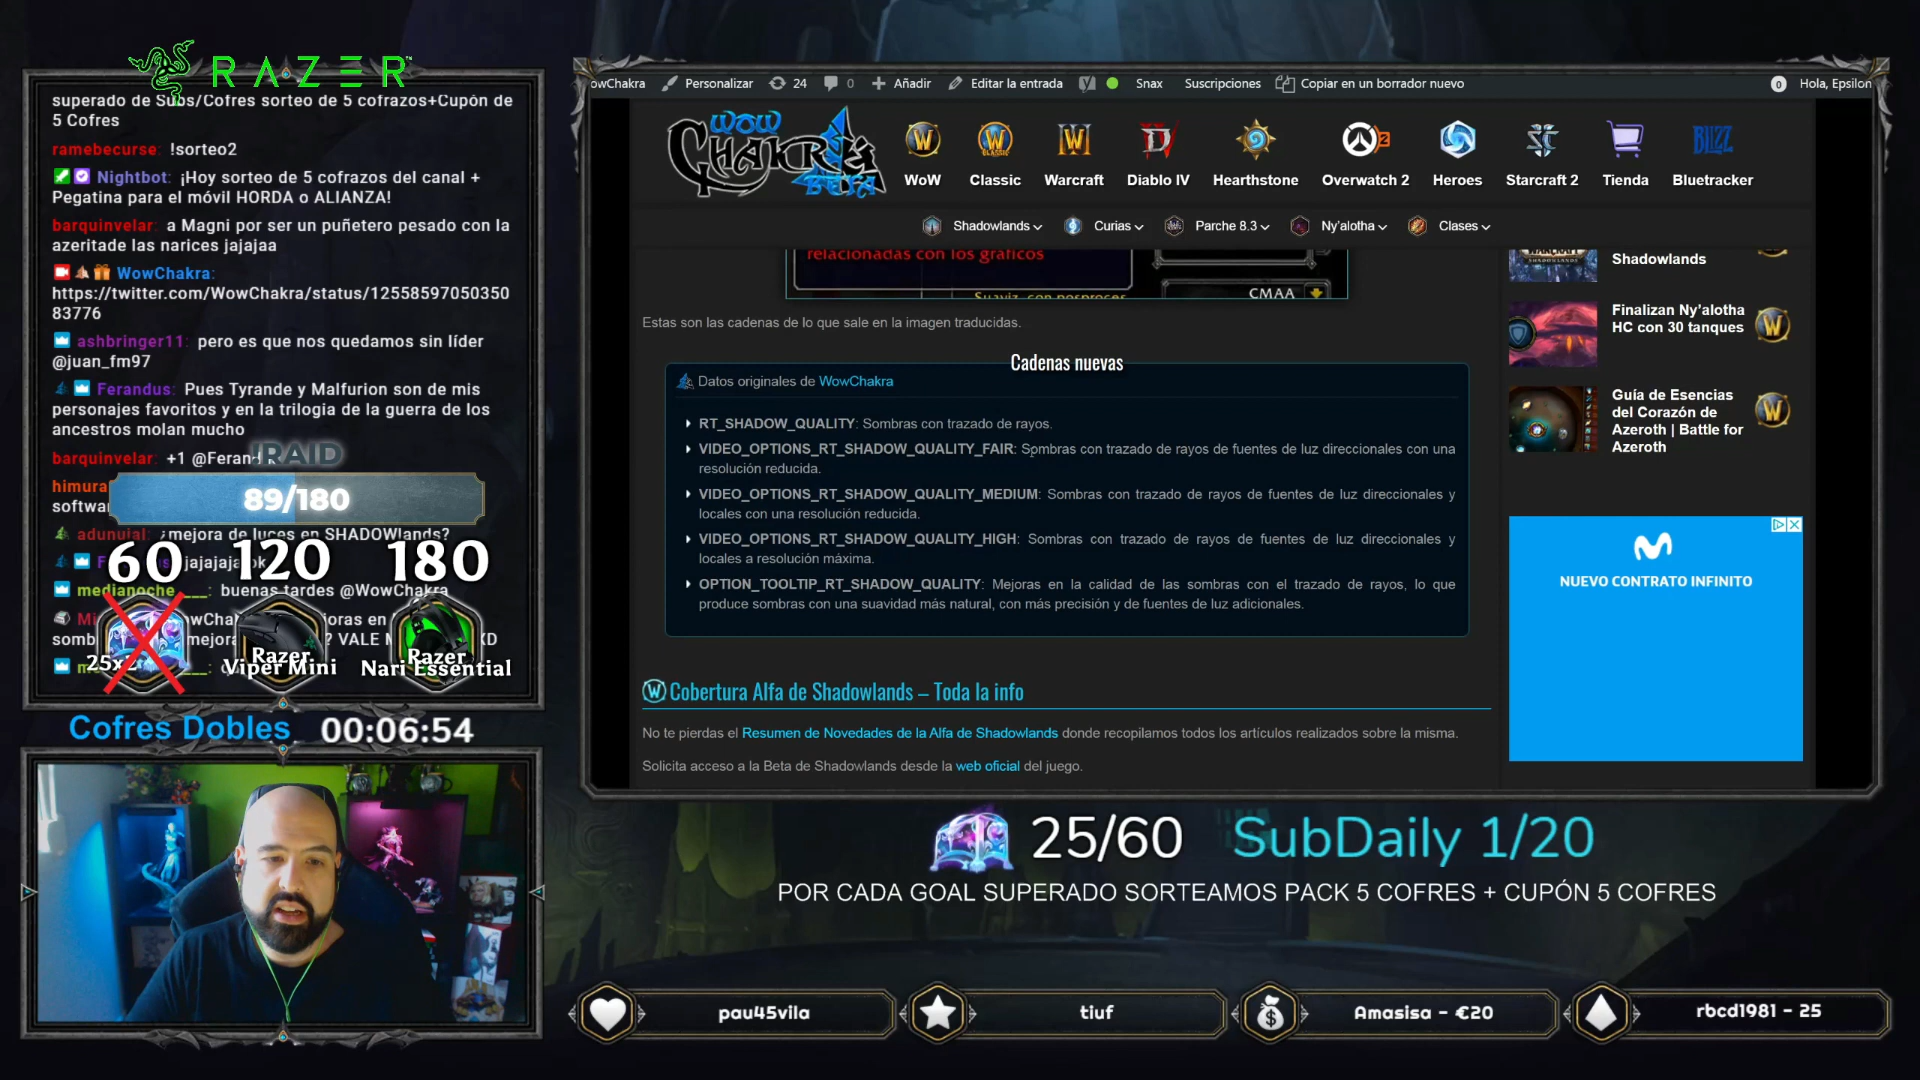 RAZER
superado de Subs/Cofres sorteo de 5 cofrazos+Cupón de
5 Cofres
ramebecurse: !sorteo2
Nightbot: ¡Hoy sorteo de 5 cofrazos del canal +
Pegatina para el móvil HORDA o ALIANZA!
barquinvelar: a Magni por ser un puñetero pesado con la
azeritade las narices jajajaa
WowChakra:
https://twitter.com/WowChakra/status/12558597050350
83776
ashbringer11: pero es que nos quedamos sin líder
@juan_fm97
Ferandus: Pues Tyrande y Malfurion son de mis
personajes favoritos y en la trilogia de la guerra de los
ancestros molan mucho
barquinvelar: +1
!RAID
himura
89/180
adunuial: ¿mejora de luces en SHADOWlands?
60 120 180
medianoche___: buenas tardes @WowChakra
25x2
Razer
Viper Mini
Razer
Nari Essential
Cofres Dobles 00:06:54
owChakra Personalizar 24 0 Añadir Editar la entrada Snax Suscripciones Copiar en un borrador nuevo 0 Hola, Epsilon
WOW
CHAKRA
BLIZZ
WoW Classic Warcraft Diablo IV Hearthstone Overwatch 2 Heroes Starcraft 2 Tienda Bluetracker
Shadowlands Curias Parche 8.3 Ny'alotha Clases
relacionadas con los gráficos
CMAA
Estas son las cadenas de lo que sale en la imagen traducidas.
Cadenas nuevas
Datos originales de WowChakra
RT_SHADOW_QUALITY: Sombras con trazado de rayos.
VIDEO_OPTIONS_RT_SHADOW_QUALITY_FAIR: Sombras con trazado de rayos de fuentes de luz direccionales con una
resolución reducida.
VIDEO_OPTIONS_RT_SHADOW_QUALITY_MEDIUM: Sombras con trazado de rayos de fuentes de luz direccionales y
locales con una resolución reducida.
VIDEO_OPTIONS_RT_SHADOW_QUALITY_HIGH: Sombras con trazado de rayos de fuentes de luz direccionales y
locales a resolución máxima.
OPTION_TOOLTIP_RT_SHADOW_QUALITY: Mejoras en la calidad de las sombras con el trazado de rayos, lo que
produce sombras con una suavidad más natural, con más precisión y de fuentes de luz adicionales.
Cobertura Alfa de Shadowlands – Toda la info
No te pierdas el Resumen de Novedades de la Alfa de Shadowlands donde recopilamos todos los artículos realizados sobre la misma.
Solicita acceso a la Beta de Shadowlands desde la web oficial del juego.
Shadowlands
Finalizan Ny'alotha
HC con 30 tanques
Guía de Esencias
del Corazón de
Azeroth | Battle for
Azeroth
NUEVO CONTRATO INFINITO
25/60 SubDaily 1/20
POR CADA GOAL SUPERADO SORTEAMOS PACK 5 COFRES + CUPÓN 5 COFRES
pau45vila
tiuf
Amasisa - €20
rbcd1981 - 25